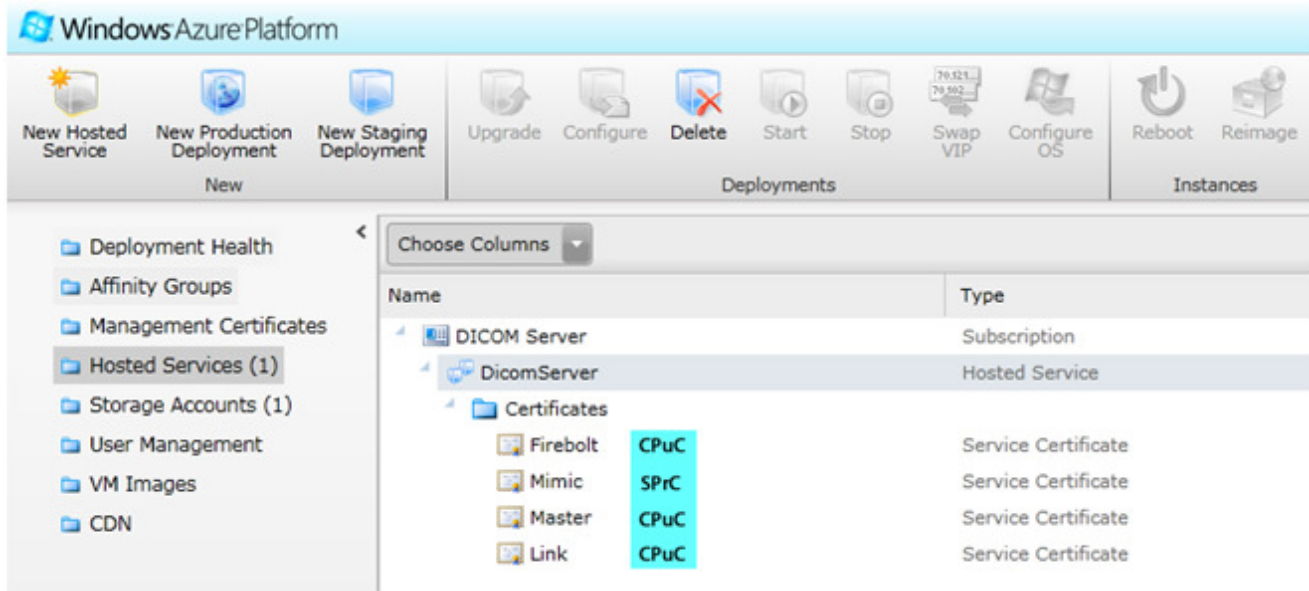 Windows Azure Platform
New Hosted Service
New Production Deployment
New Staging Deployment
Upgrade
Configure
Delete
Start
Stop
Swap VIP
Configure OS
Reboot
Reimage
New
Deployments
Instances
Deployment Health
Affinity Groups
Management Certificates
Hosted Services (1)
Storage Accounts (1)
User Management
VM Images
CDN
Choose Columns
Name Type
DICOM Server Subscription
DicomServer Hosted Service
Certificates
Firebolt CPuC Service Certificate
Mimic SPrC Service Certificate
Master CPuC Service Certificate
Link CPuC Service Certificate